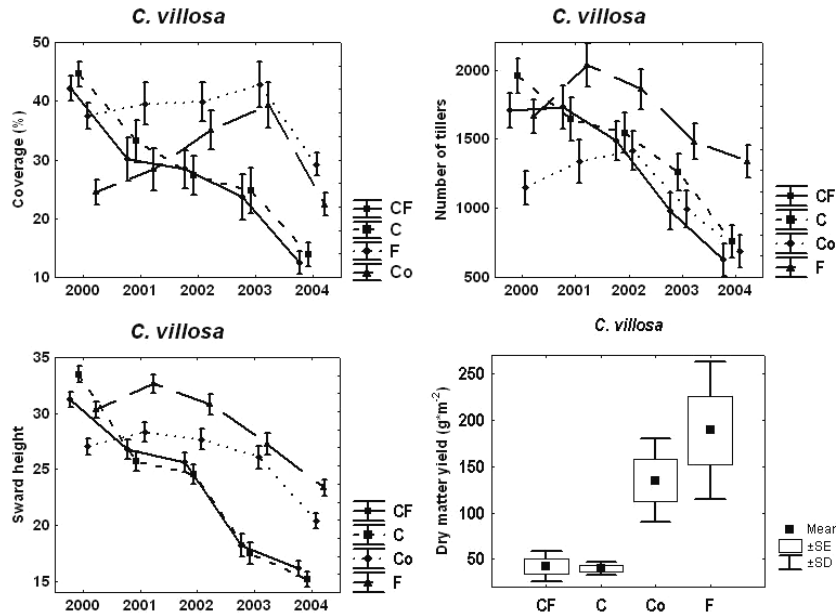 C. villosa
Coverage (%)
50
40
30
20
10
2000 2001 2002 2003 2004
CF
C
F
Co
C. villosa
Number of tillers
2000
1500
1000
500
2000 2001 2002 2003 2004
CF
C
Co
F
C. villosa
Sward height
35
30
25
20
15
2000 2001 2002 2003 2004
CF
C
Co
F
C. villosa
Dry matter yield (g*m-2)
250
200
150
100
50
CF C Co F
Mear
±SE
±SD